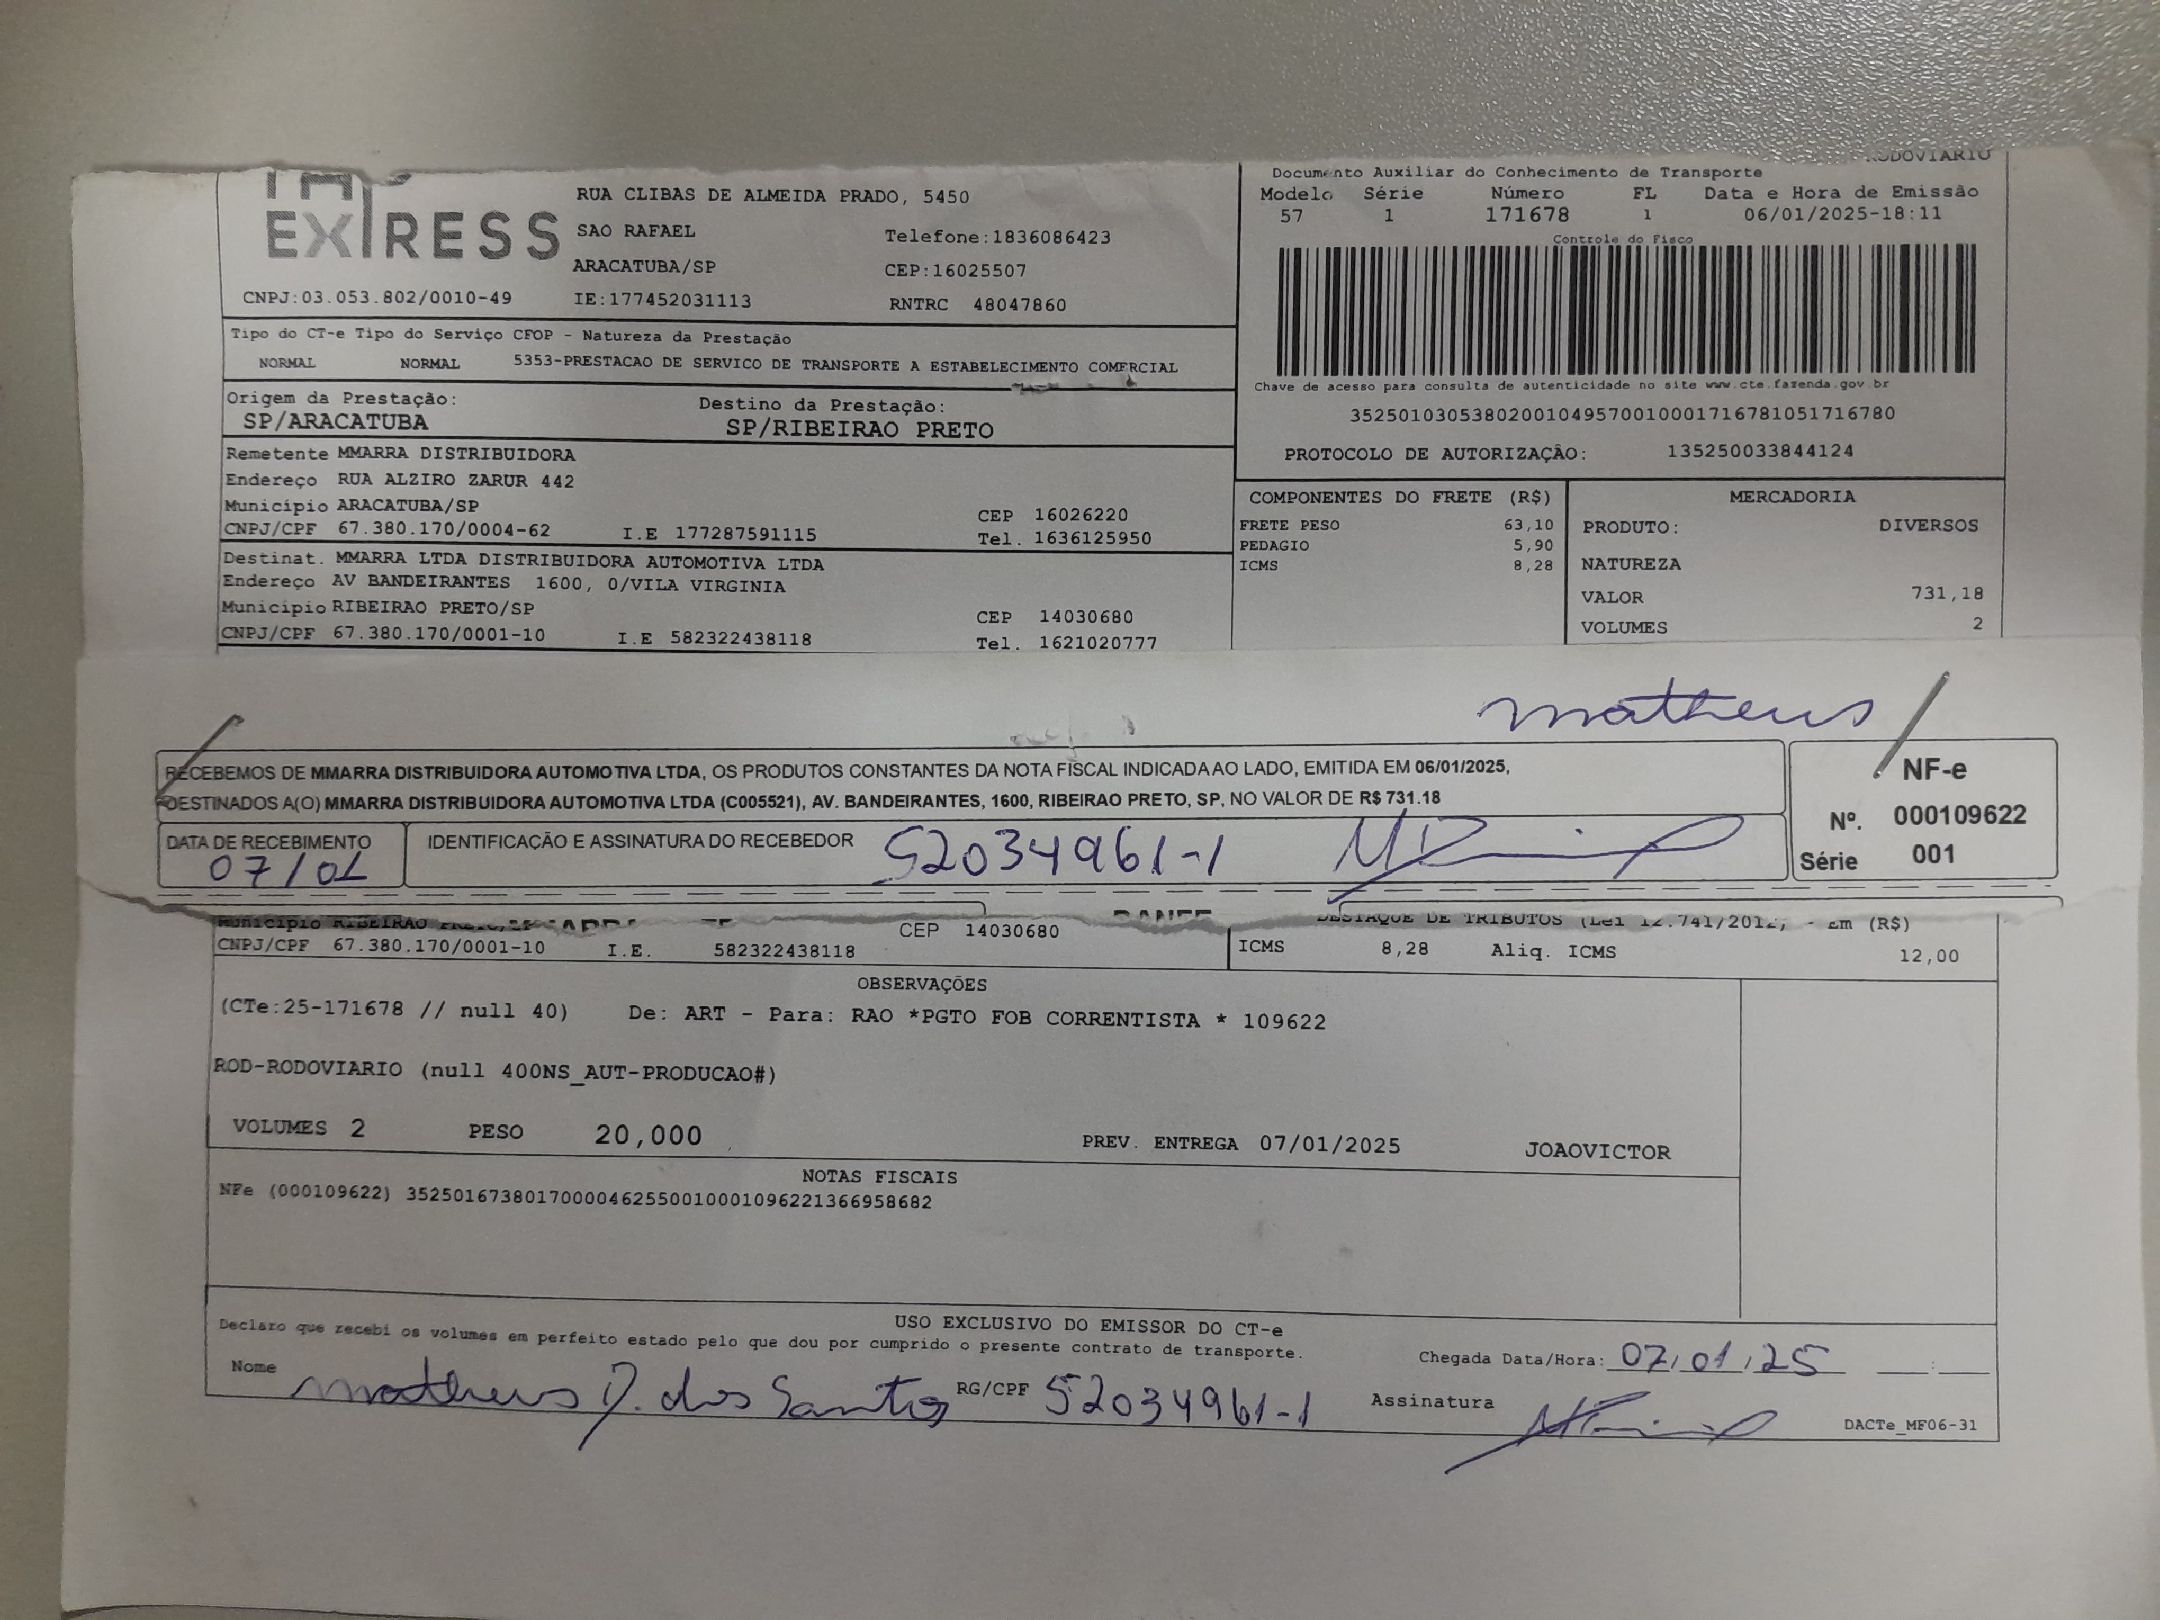 EXPRESS
RUA CLIBAS DE ALMEIDA PRADO, 5450
SAO RAFAEL
Telefone:1836086423
ARACATUBA/SP
CEP:16025507
CNPJ:03.053.802/0010-49
IE:177452031113
RNTRC 48047860
RODOVIARIO
Documento Auxiliar do Conhecimento de Transporte
Modelo Série Número FL Data e Hora de Emissão
57 1 171678 1 06/01/2025-18:11
Controle do Fisco
Chave de acesso para consulta de autenticidade no site www.cte.fazenda.gov.br
35250103053802001049570010001716781051716780
PROTOCOLO DE AUTORIZAÇÃO: 135250033844124
Tipo do CT-e Tipo do Serviço CFOP - Natureza da Prestação
NORMAL NORMAL 5353-PRESTACAO DE SERVICO DE TRANSPORTE A ESTABELECIMENTO COMERCIAL
Origem da Prestação: Destino da Prestação:
SP/ARACATUBA SP/RIBEIRAO PRETO
Remetente MMARRA DISTRIBUIDORA
Endereço RUA ALZIRO ZARUR 442
Município ARACATUBA/SP CEP 16026220
CNPJ/CPF 67.380.170/0004-62 I.E 177287591115 Tel. 1636125950
Destinat. MMARRA LTDA DISTRIBUIDORA AUTOMOTIVA LTDA
Endereço AV BANDEIRANTES 1600, 0/VILA VIRGINIA
Município RIBEIRAO PRETO/SP CEP 14030680
CNPJ/CPF 67.380.170/0001-10 I.E 582322438118 Tel. 1621020777
COMPONENTES DO FRETE (R$)
FRETE PESO 63,10
PEDAGIO 5,90
ICMS 8,28
MERCADORIA
PRODUTO: DIVERSOS
NATUREZA
VALOR 731,18
VOLUMES 2
matheus
RECEBEMOS DE MMARRA DISTRIBUIDORA AUTOMOTIVA LTDA, OS PRODUTOS CONSTANTES DA NOTA FISCAL INDICADA AO LADO, EMITIDA EM 06/01/2025,
DESTINADOS A(O) MMARRA DISTRIBUIDORA AUTOMOTIVA LTDA (C005521), AV. BANDEIRANTES, 1600, RIBEIRAO PRETO, SP, NO VALOR DE R$ 731.18
DATA DE RECEBIMENTO
07/01
IDENTIFICAÇÃO E ASSINATURA DO RECEBEDOR
52034961-1
NF-e
Nº. 000109622
Série 001
DANFE
Município RIBEIRAO
CEP 14030680
CNPJ/CPF 67.380.170/0001-10 I.E. 582322438118
DESTAQUE DE TRIBUTOS (Lei 12.741/2012) - Em (R$)
ICMS 8,28 Aliq. ICMS 12,00
OBSERVAÇÕES
(CTe:25-171678 // null 40) De: ART - Para: RAO *PGTO FOB CORRENTISTA * 109622
ROD-RODOVIARIO (null 400NS_AUT-PRODUCAO#)
VOLUMES 2 PESO 20,000 PREV. ENTREGA 07/01/2025 JOAOVICTOR
NOTAS FISCAIS
NFe (000109622) 35250167380170000462550010001096221366958682
USO EXCLUSIVO DO EMISSOR DO CT-e
Declaro que recebi os volumes em perfeito estado pelo que dou por cumprido o presente contrato de transporte.
Chegada Data/Hora: 07/01/25
Nome matheus D. dos Santos RG/CPF 52034961-1 Assinatura
DACTe_MF06-31